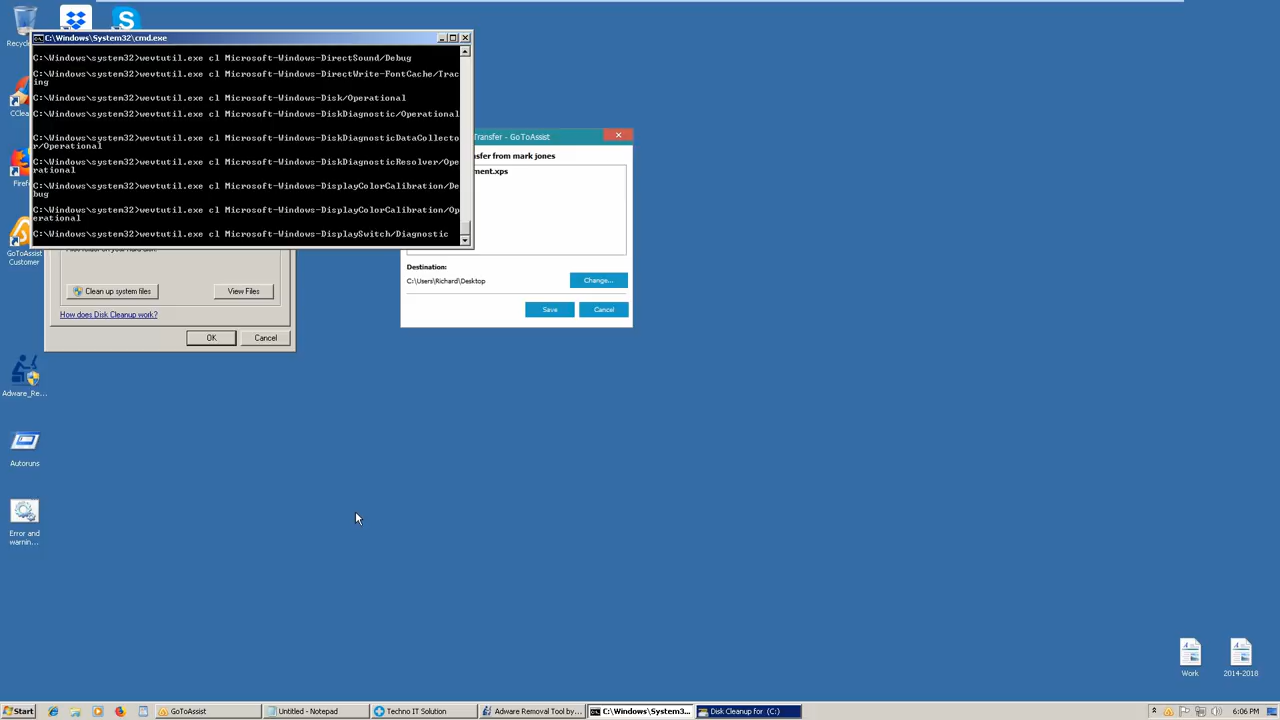 Recyc
C:\Windows\System32\cmd.exe
C:\Windows\system32>wevtutil.exe cl Microsoft-Windows-DirectSound/Debug
C:\Windows\system32>wevtutil.exe cl Microsoft-Windows-DirectWrite-FontCache/Trac
ing
C:\Windows\system32>wevtutil.exe cl Microsoft-Windows-Disk/Operational
C:\Windows\system32>wevtutil.exe cl Microsoft-Windows-DiskDiagnostic/Operational
C:\Windows\system32>wevtutil.exe cl Microsoft-Windows-DiskDiagnosticDataCollecto
r/Operational
C:\Windows\system32>wevtutil.exe cl Microsoft-Windows-DiskDiagnosticResolver/Ope
rational
C:\Windows\system32>wevtutil.exe cl Microsoft-Windows-DisplayColorCalibration/De
bug
C:\Windows\system32>wevtutil.exe cl Microsoft-Windows-DisplayColorCalibration/Op
erational
C:\Windows\system32>wevtutil.exe cl Microsoft-Windows-DisplaySwitch/Diagnostic
CClea
Firef
GoToAssist
Customer
Transfer - GoToAssist
sfer from mark jones
ment.xps
Destination:
C:\Users\Richard\Desktop
Change...
Save
Cancel
Clean up system files
View Files
How does Disk Cleanup work?
OK
Cancel
Adware_Re...
Autoruns
Error and
warnin...
Work
2014-2018
Start
GoToAssist
Untitled - Notepad
Techno IT Solution
Adware Removal Tool by...
C:\Windows\System3...
Disk Cleanup for (C:)
6:06 PM